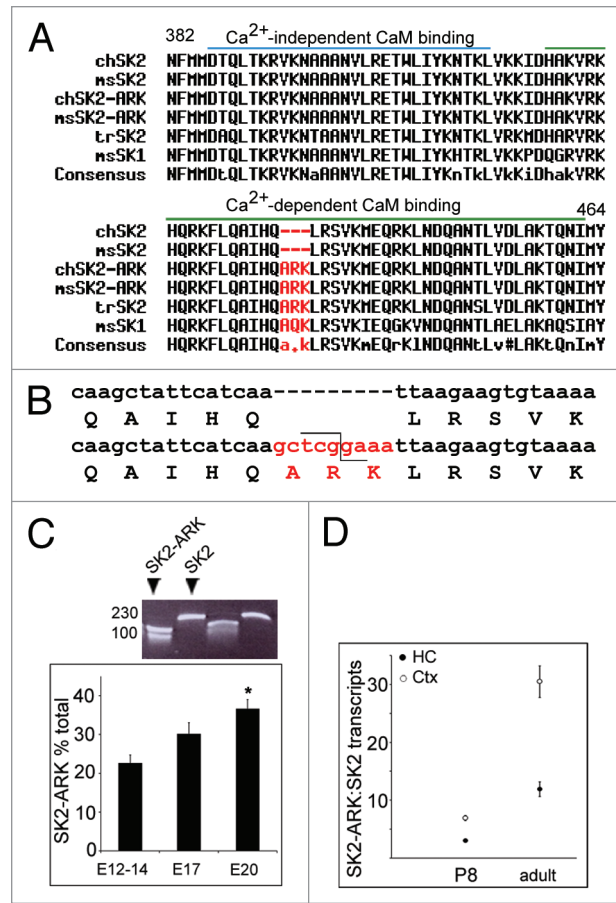 A
382 Ca2+-independent CaM binding
chSK2 NFMMDTQLTKRVKNAAANVLRETWLIYKNTKLVKKIDHAKVRK
msSK2 NFMMDTQLTKRVKNAAANVLRETWLIYKNTKLVKKIDHAKVRK
chSK2-ARK NFMMDTQLTKRVKNAAANVLRETWLIYKNTKLVKKIDHAKVRK
msSK2-ARK NFMMDTQLTKRVKNAAANVLRETWLIYKNTKLVKKIDHAKVRK
trSK2 NFMMDAQLTKRVKNTAANVLRETWLIYKNTKLVRKMDHARVRK
msSK1 NFMMDTQLTKRVKNAAANVLRETWLIYKHTRLVKKPDQGRVRK
Consensus NFMMDtQLTKRVKNaAANVLRETWLIYKnTkLVkKiDhakVRK
Ca2+-dependent CaM binding 464
chSK2 HQRKFLQAIHQ---LRSVKMEQRKLNDQANTLVDLAKTQNIMY
msSK2 HQRKFLQAIHQ---LRSVKMEQRKLNDQANTLVDLAKTQNIMY
chSK2-ARK HQRKFLQAIHQARKLRSVKMEQRKLNDQANTLVDLAKTQNIMY
msSK2-ARK HQRKFLQAIHQARKLRSVKMEQRKLNDQANTLVDLAKTQNIMY
trSK2 HQRKFLQAIHQARKLRSVKMEQRKLNDQANSLVDLAKTQNIMY
msSK1 HQRKFLQAIHQAQKLRSVKIEQGKVNDQANTLAELAKAQSIAY
Consensus HQRKFLQAIHQa.kLRSVKmEQrKlNDQANtLv#LAKtQnImY
B
caagctattcatcaa---------ttaagaagtgtaaaa
Q A I H Q L R S V K
caagctattcatcaagctcggaaattaagaagtgtaaaa
Q A I H Q A R K L R S V K
C
SK2-ARK SK2
230
100
SK2-ARK % total
40
30
20
10
0
E12-14 E17 E20
*
D
HC
Ctx
SK2-ARK:SK2 transcripts
30
20
10
P8 adult